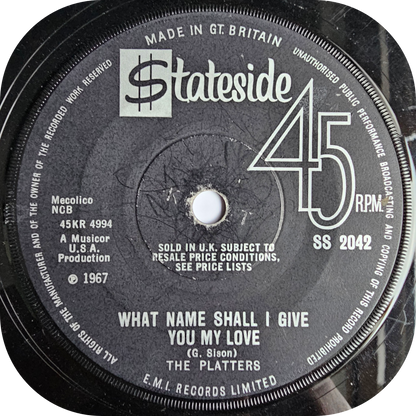 MADE IN GT. BRITAIN
ALL RIGHTS OF THE MANUFACTURER AND OF THE OWNER OF THE RECORDED WORK RESERVED
UNAUTHORISED PUBLIC PERFORMANCE BROADCASTING AND COPYING OF THIS RECORD PROHIBITED
$tateside
45 R.P.M.
Mecolico
NCB
45KR 4994
A Musicor
U.S.A.
Production
℗ 1967
SS 2042
K T
SOLD IN U.K. SUBJECT TO
RESALE PRICE CONDITIONS,
SEE PRICE LISTS
WHAT NAME SHALL I GIVE
YOU MY LOVE
(G. Sison)
THE PLATTERS
E.M.I. RECORDS LIMITED